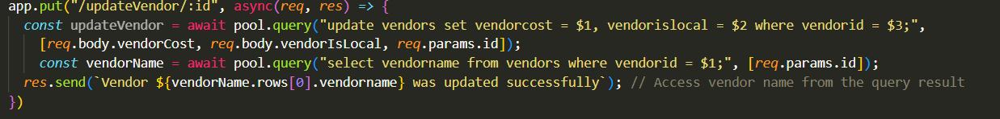 app.put("/updateVendor/:id", async(req, res) => {
const updateVendor = await pool.query("update vendors set vendorcost = $1, vendorislocal = $2 where vendorid = $3;",
[req.body.vendorCost, req.body.vendorIsLocal, req.params.id]);
const vendorName = await pool.query("select vendorname from vendors where vendorid = $1;", [req.params.id]);
res.send(`Vendor ${vendorName.rows[0].vendorname} was updated successfully`); // Access vendor name from the query result
})